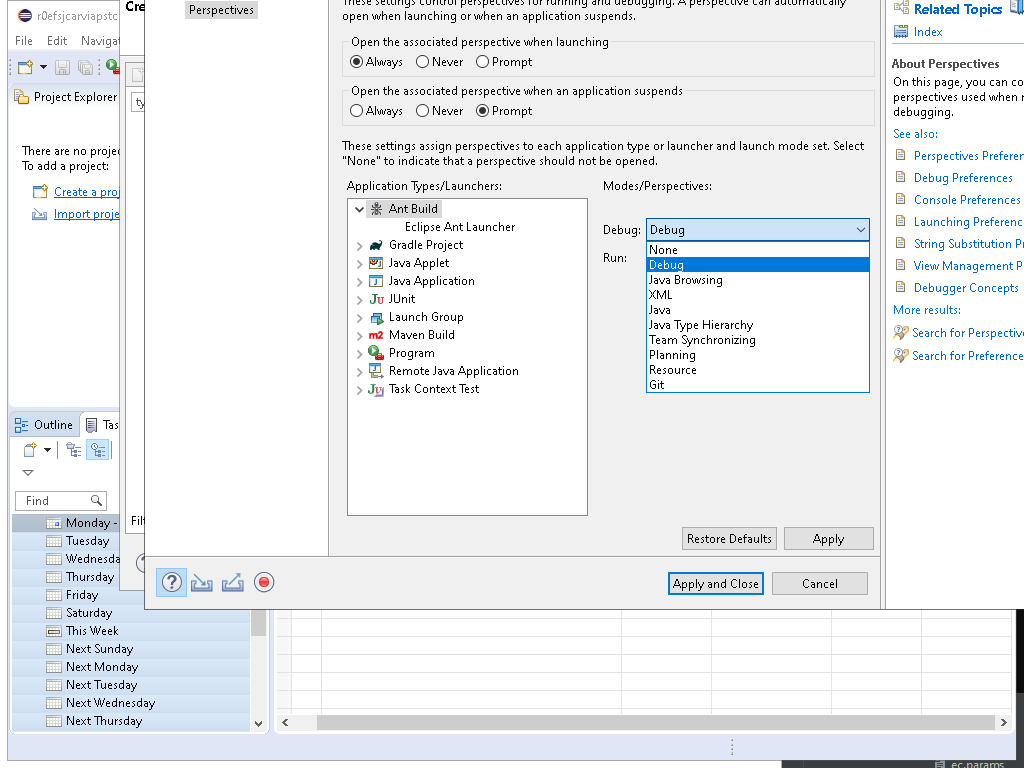 r0efsjcarviapstc
File Edit Naviga
Project Explorer
There are no proje
To add a project:
Create a proj
Import proje
Outline
Tas
Find
Monday -
Tuesday
Wednesda
Thursday
Friday
Saturday
This Week
Next Sunday
Next Monday
Next Tuesday
Next Wednesday
Next Thursday
Cre
ty
Filt
Perspectives
These settings control perspectives for running and debugging. A perspective can automatically
open when launching or when an application suspends.
Open the associated perspective when launching
Always Never Prompt
Open the associated perspective when an application suspends
Always Never Prompt
These settings assign perspectives to each application type or launcher and launch mode set. Select
"None" to indicate that a perspective should not be opened.
Application Types/Launchers:
Ant Build
Eclipse Ant Launcher
Gradle Project
Java Applet
Java Application
JUnit
Launch Group
m2 Maven Build
Program
Remote Java Application
Task Context Test
Modes/Perspectives:
Debug: Debug
Run:
None
Debug
Java Browsing
XML
Java
Java Type Hierarchy
Team Synchronizing
Planning
Resource
Git
Restore Defaults Apply
Apply and Close Cancel
Related Topics
Index
About Perspectives
On this page, you can co
perspectives used when r
debugging.
See also:
Perspectives Preferen
Debug Preferences
Console Preferences
Launching Preferenc
String Substitution Pr
View Management P
Debugger Concepts
More results:
Search for Perspective
Search for Preference
ec.params